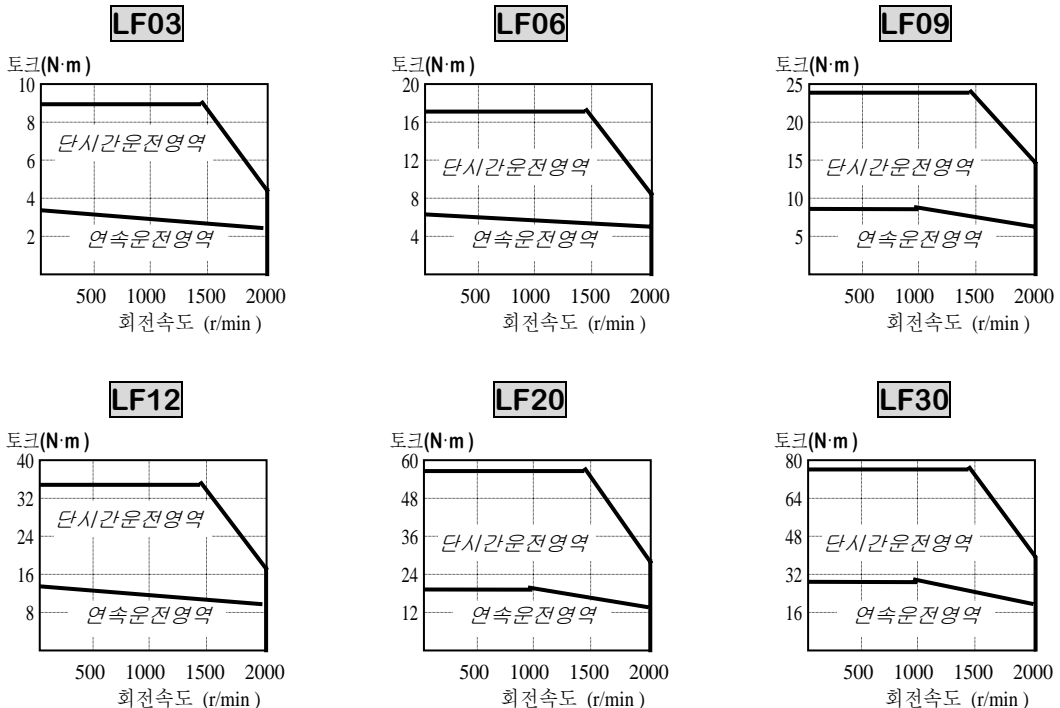 LF03
토크(N·m)
10
8
6
4
2
단시간운전영역
연속운전영역
500 1000 1500 2000
회전속도 (r/min)
LF06
토크(N·m)
20
16
12
8
4
단시간운전영역
연속운전영역
500 1000 1500 2000
회전속도 (r/min)
LF09
토크(N·m)
25
20
15
10
5
단시간운전영역
연속운전영역
500 1000 1500 2000
회전속도 (r/min)
LF12
토크(N·m)
40
32
24
16
8
단시간운전영역
연속운전영역
500 1000 1500 2000
회전속도 (r/min)
LF20
토크(N·m)
60
48
36
24
12
단시간운전영역
연속운전영역
500 1000 1500 2000
회전속도 (r/min)
LF30
토크(N·m)
80
64
48
32
16
단시간운전영역
연속운전영역
500 1000 1500 2000
회전속도 (r/min)